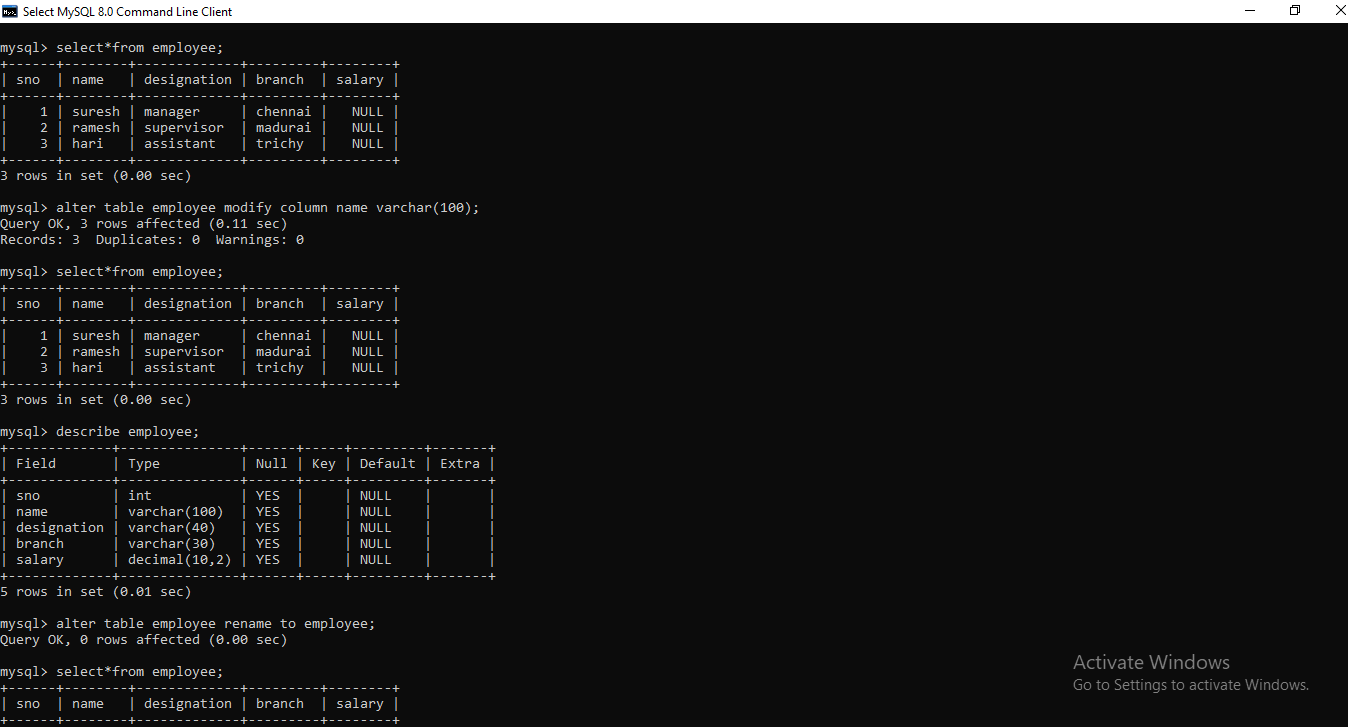 Select MySQL 8.0 Command Line Client
mysql> select*from employee;
+------+--------+-------------+---------+--------+
| sno  | name   | designation | branch  | salary |
+------+--------+-------------+---------+--------+
|    1 | suresh | manager     | chennai |   NULL |
|    2 | ramesh | supervisor  | madurai |   NULL |
|    3 | hari   | assistant   | trichy  |   NULL |
+------+--------+-------------+---------+--------+
3 rows in set (0.00 sec)
mysql> alter table employee modify column name varchar(100);
Query OK, 3 rows affected (0.11 sec)
Records: 3  Duplicates: 0  Warnings: 0
mysql> select*from employee;
+------+--------+-------------+---------+--------+
| sno  | name   | designation | branch  | salary |
+------+--------+-------------+---------+--------+
|    1 | suresh | manager     | chennai |   NULL |
|    2 | ramesh | supervisor  | madurai |   NULL |
|    3 | hari   | assistant   | trichy  |   NULL |
+------+--------+-------------+---------+--------+
3 rows in set (0.00 sec)
mysql> describe employee;
+-------------+---------------+------+-----+---------+-------+
| Field       | Type          | Null | Key | Default | Extra |
+-------------+---------------+------+-----+---------+-------+
| sno         | int           | YES  |     | NULL    |       |
| name        | varchar(100)  | YES  |     | NULL    |       |
| designation | varchar(40)   | YES  |     | NULL    |       |
| branch      | varchar(30)   | YES  |     | NULL    |       |
| salary      | decimal(10,2) | YES  |     | NULL    |       |
+-------------+---------------+------+-----+---------+-------+
5 rows in set (0.01 sec)
mysql> alter table employee rename to employee;
Query OK, 0 rows affected (0.00 sec)
mysql> select*from employee;
+------+--------+-------------+---------+--------+
| sno  | name   | designation | branch  | salary |
+------+--------+-------------+---------+--------+
Activate Windows
Go to Settings to activate Windows.